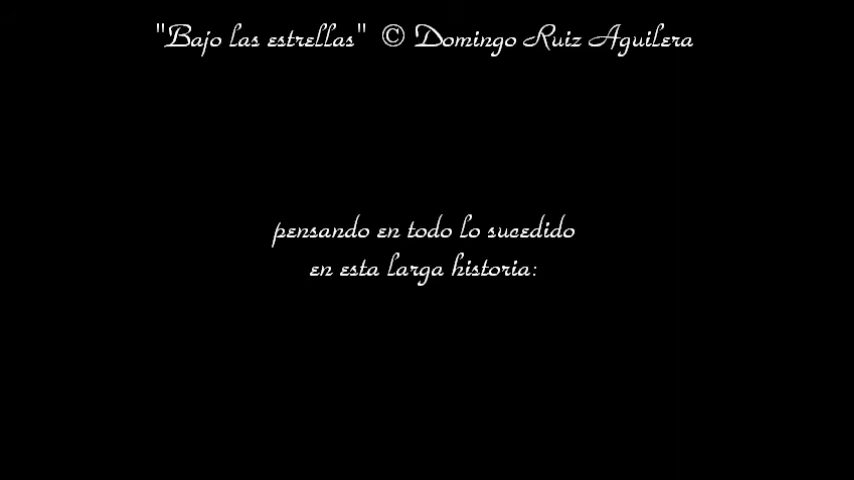 "Bajo las estrellas" © Domingo Ruiz Aguilera
pensando en todo lo sucedido
en esta larga historia: